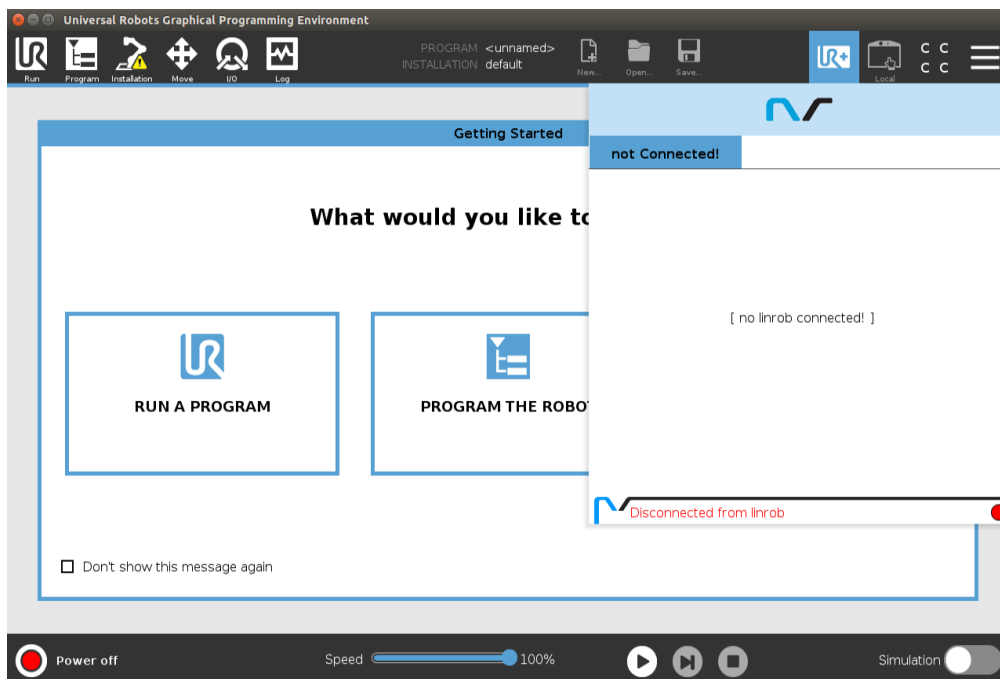 Universal Robots Graphical Programming Environment
PROGRAM <unnamed>
INSTALLATION default
Run Program Installation Move I/O Log New... Open... Save... UR+ Local C C
C C
Getting Started
not Connected!
What would you like to
[ no linrob connected! ]
RUN A PROGRAM
PROGRAM THE ROBOT
Disconnected from linrob
Don't show this message again
Power off Speed 100% Simulation